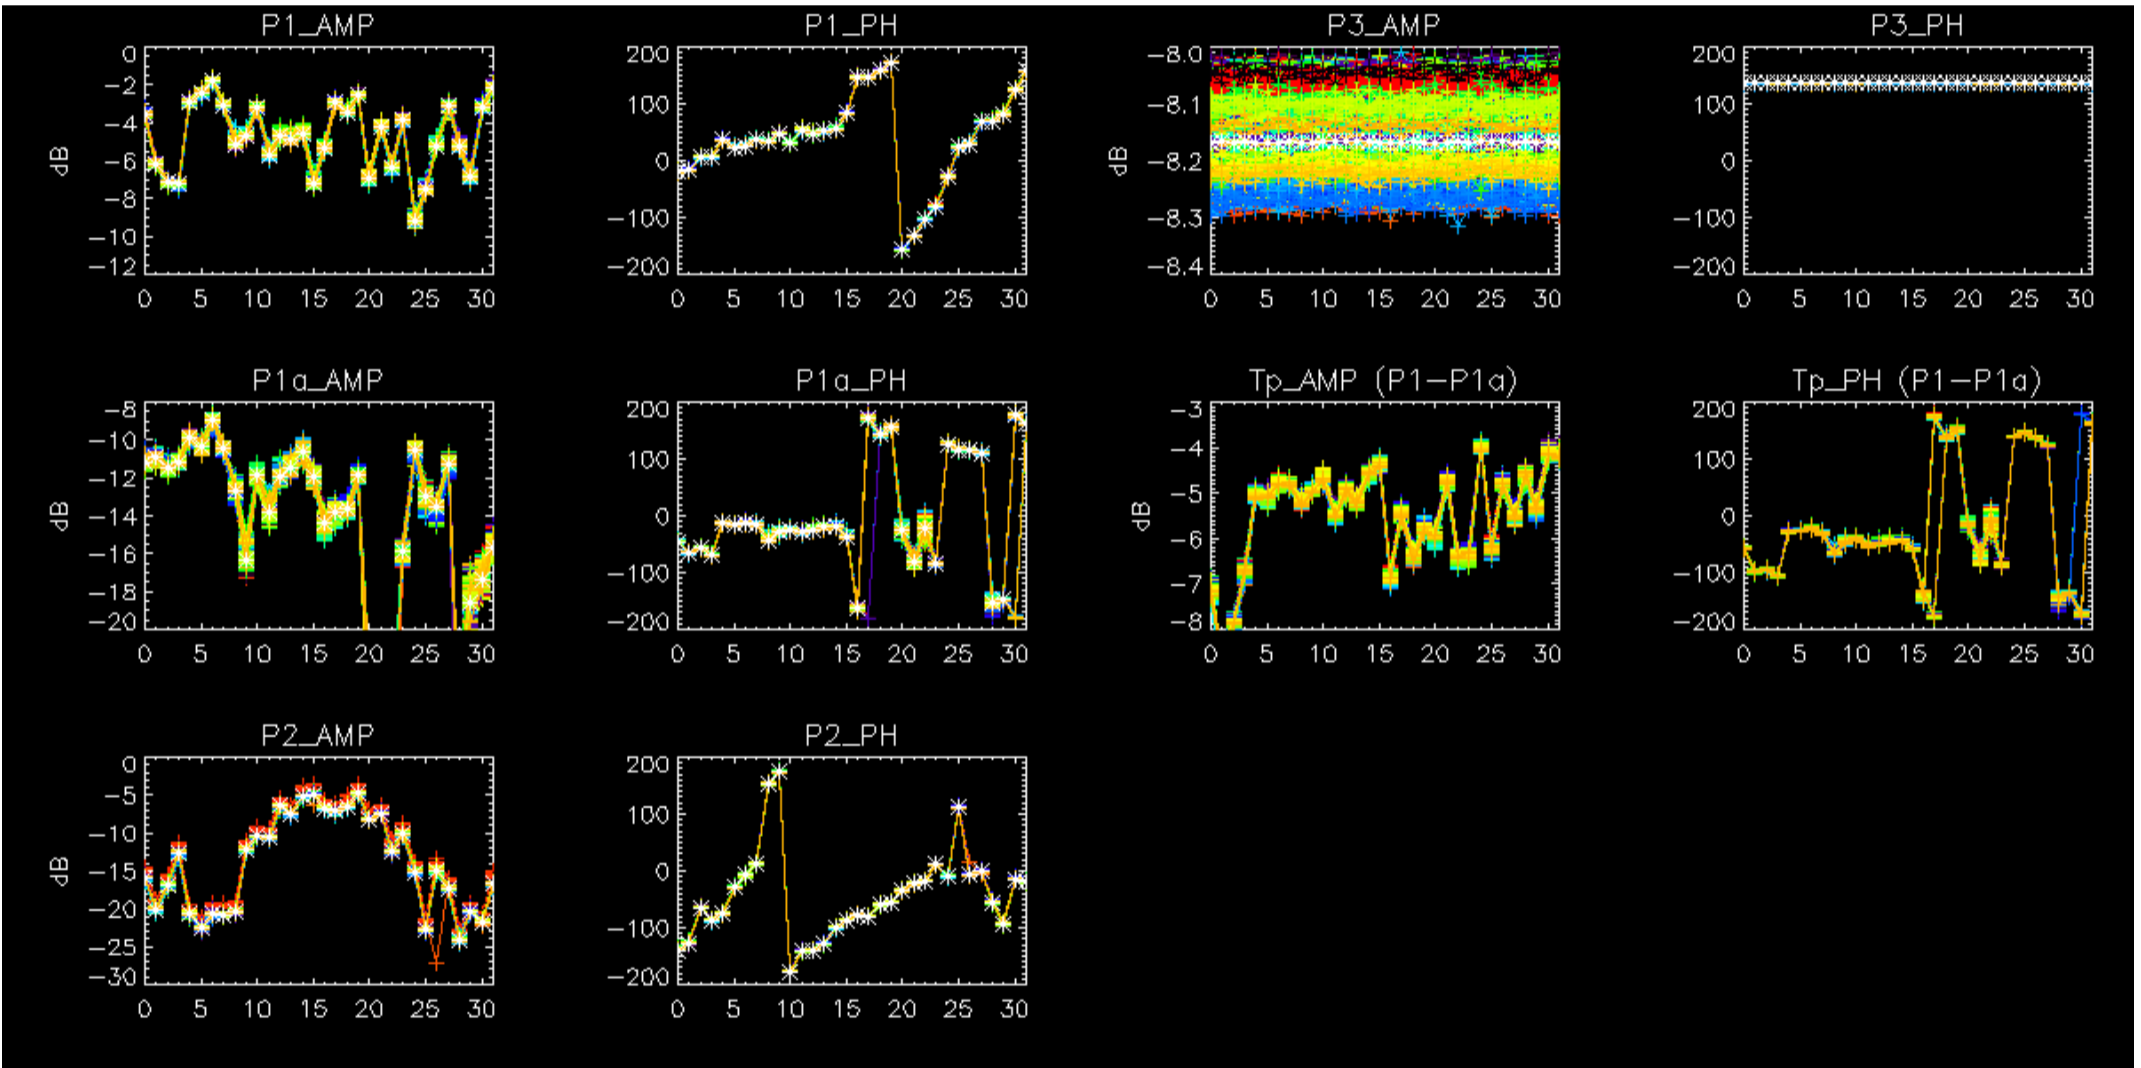 P1_AMP P1_PH P3_AMP P3_PH
0 200 -8.0 200
-2 100 -8.1 100
-4 0 -8.2 0
-6 -100 -8.3 -100
-8 -200 -8.4 -200
-10
-12
dB dB
0 5 10 15 20 25 30 0 5 10 15 20 25 30 0 5 10 15 20 25 30 0 5 10 15 20 25 30
P1a_AMP P1a_PH Tp_AMP (P1-P1a) Tp_PH (P1-P1a)
-8 200 -3 200
-10 100 -4 100
-12 0 -5 0
-14 -100 -6 -100
-16 -200 -7 -200
-18 -8
-20
dB dB
0 5 10 15 20 25 30 0 5 10 15 20 25 30 0 5 10 15 20 25 30 0 5 10 15 20 25 30
P2_AMP P2_PH
0 200
-5 100
-10 0
-15 -100
-20 -200
-25
-30
dB
0 5 10 15 20 25 30 0 5 10 15 20 25 30